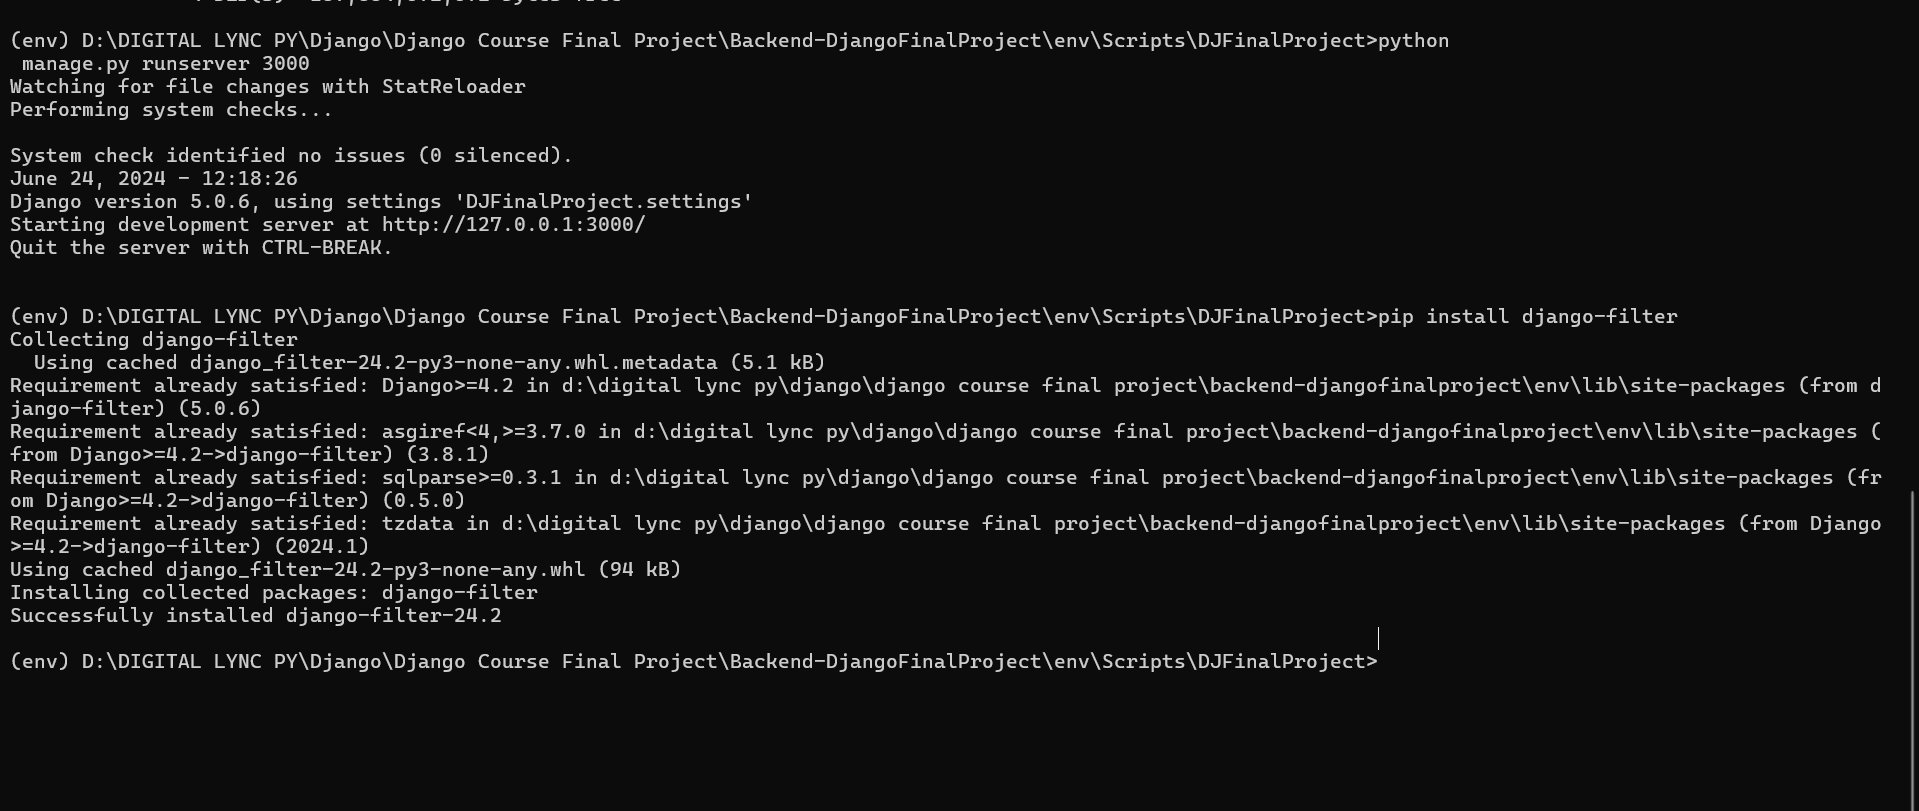 (env) D:\DIGITAL LYNC PY\Django\Django Course Final Project\Backend-DjangoFinalProject\env\Scripts\DJFinalProject>python
 manage.py runserver 3000
Watching for file changes with StatReloader
Performing system checks...

System check identified no issues (0 silenced).
June 24, 2024 - 12:18:26
Django version 5.0.6, using settings 'DJFinalProject.settings'
Starting development server at http://127.0.0.1:3000/
Quit the server with CTRL-BREAK.

(env) D:\DIGITAL LYNC PY\Django\Django Course Final Project\Backend-DjangoFinalProject\env\Scripts\DJFinalProject>pip install django-filter
Collecting django-filter
  Using cached django_filter-24.2-py3-none-any.whl.metadata (5.1 kB)
Requirement already satisfied: Django>=4.2 in d:\digital lync py\django\django course final project\backend-djangofinalproject\env\lib\site-packages (from d
jango-filter) (5.0.6)
Requirement already satisfied: asgiref<4,>=3.7.0 in d:\digital lync py\django\django course final project\backend-djangofinalproject\env\lib\site-packages (
from Django>=4.2->django-filter) (3.8.1)
Requirement already satisfied: sqlparse>=0.3.1 in d:\digital lync py\django\django course final project\backend-djangofinalproject\env\lib\site-packages (fr
om Django>=4.2->django-filter) (0.5.0)
Requirement already satisfied: tzdata in d:\digital lync py\django\django course final project\backend-djangofinalproject\env\lib\site-packages (from Django
>=4.2->django-filter) (2024.1)
Using cached django_filter-24.2-py3-none-any.whl (94 kB)
Installing collected packages: django-filter
Successfully installed django-filter-24.2

(env) D:\DIGITAL LYNC PY\Django\Django Course Final Project\Backend-DjangoFinalProject\env\Scripts\DJFinalProject>